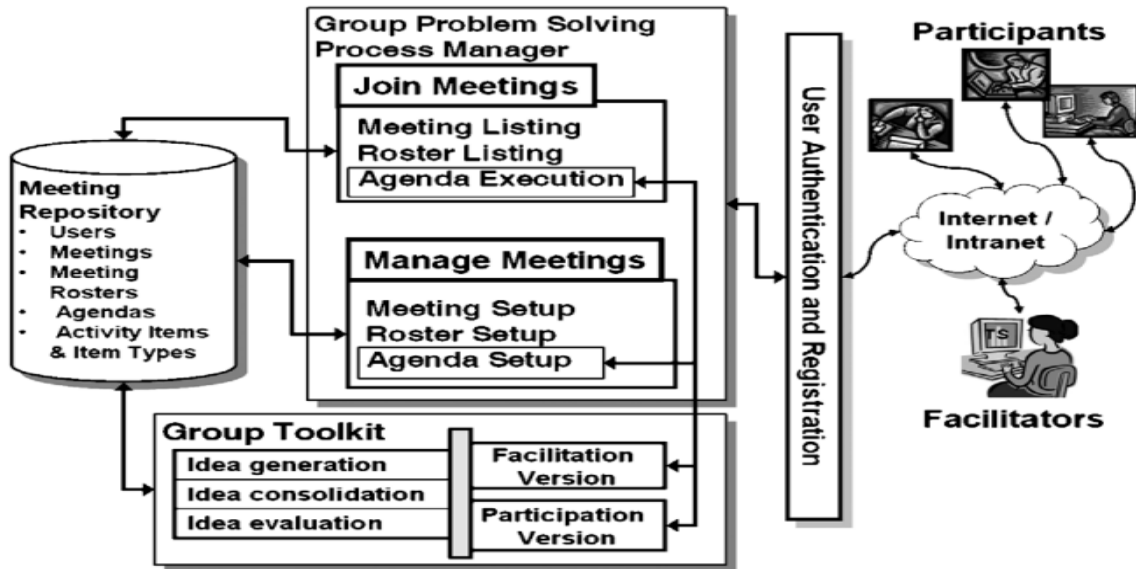 Group Problem Solving
Process Manager
Join Meetings
Meeting Listing
Roster Listing
Agenda Execution
Manage Meetings
Meeting Setup
Roster Setup
Agenda Setup
Meeting
Repository
• Users
• Meetings
• Meeting
Rosters
• Agendas
• Activity Items
& Item Types
Group Toolkit
Idea generation
Idea consolidation
Idea evaluation
Facilitation
Version
Participation
Version
User Authentication and Registration
Participants
Internet /
Intranet
TS
Facilitators